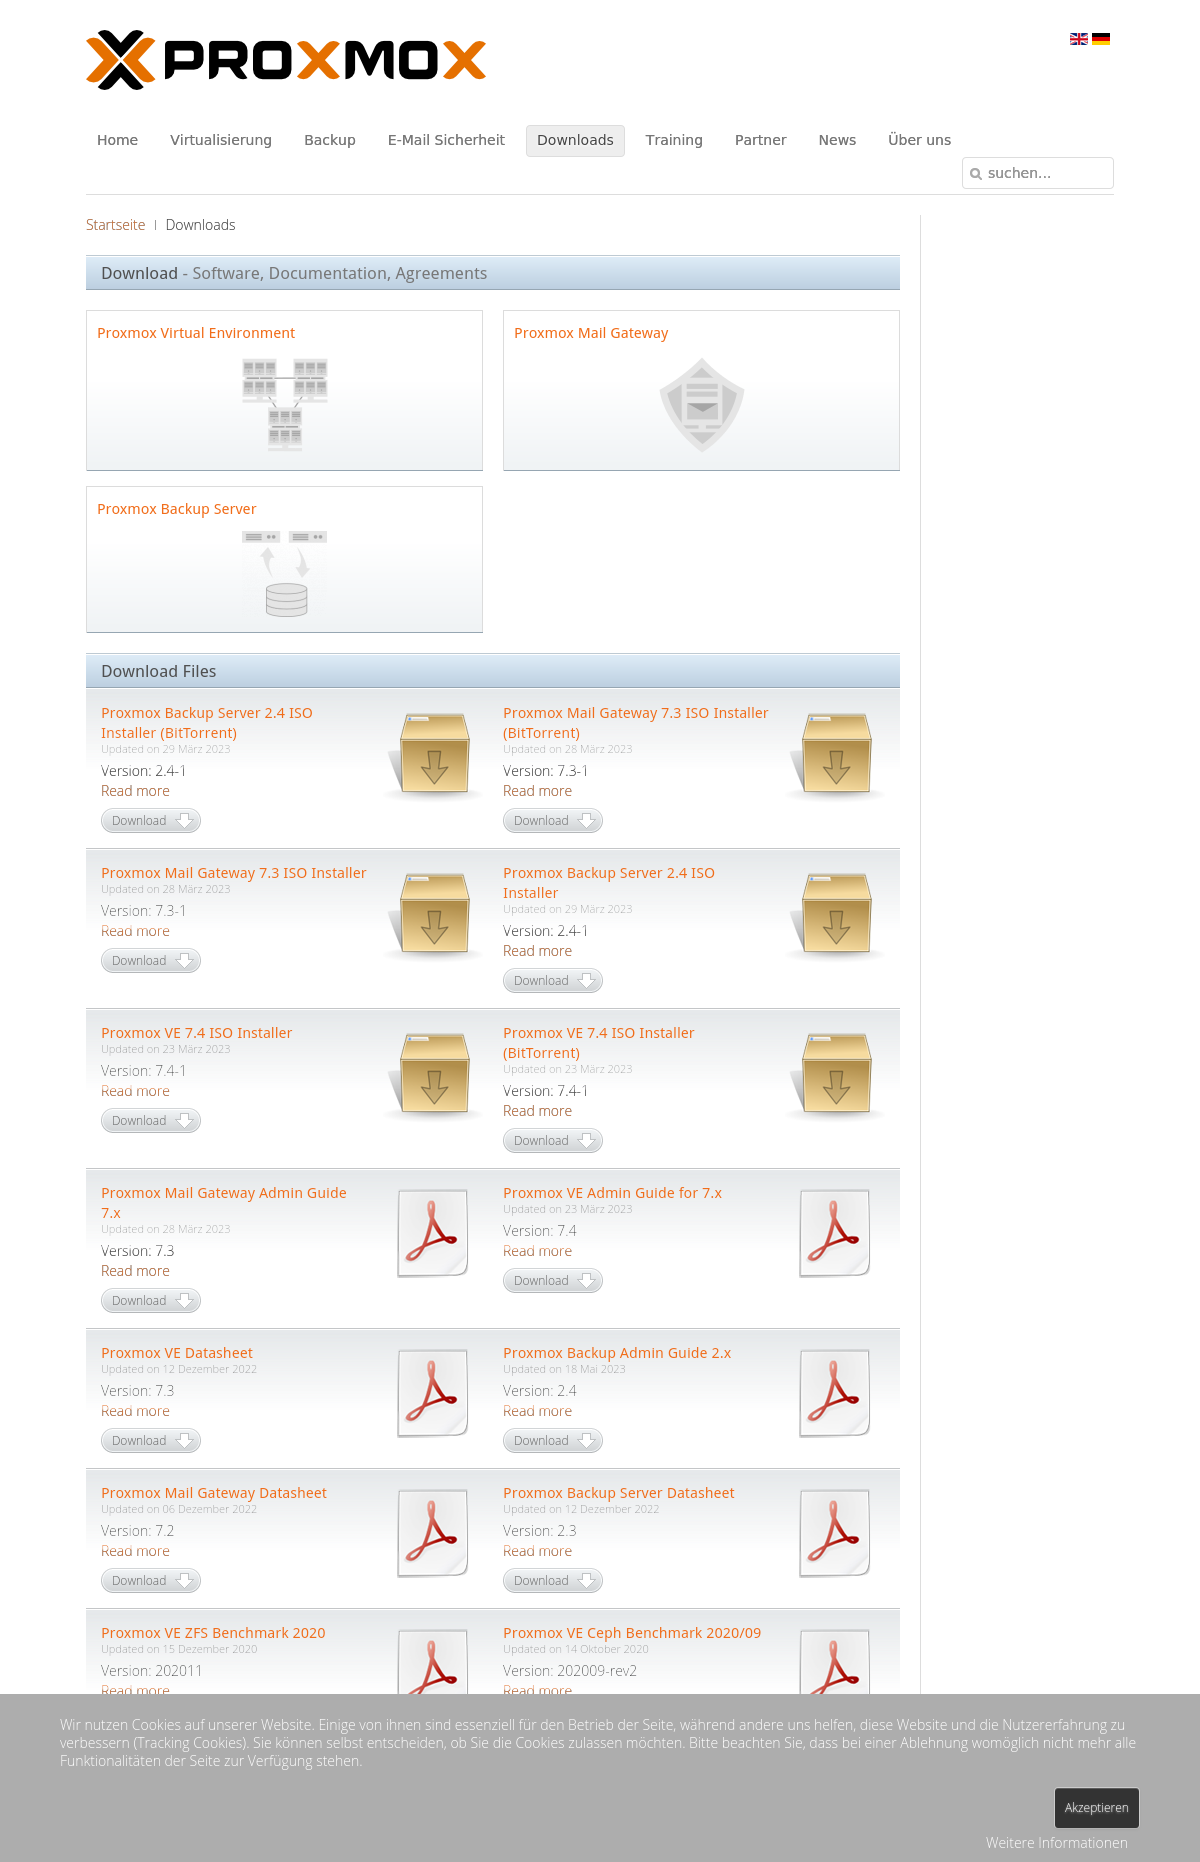 PROXMOX
Home Virtualisierung Backup E-Mail Sicherheit Downloads Training Partner News Über uns
suchen...
Startseite Downloads
Download - Software, Documentation, Agreements
Proxmox Virtual Environment
Proxmox Mail Gateway
Proxmox Backup Server
Download Files
Proxmox Backup Server 2.4 ISO
Installer (BitTorrent)
Updated on 29 März 2023
Version: 2.4-1
Read more
Download
Proxmox Mail Gateway 7.3 ISO Installer
(BitTorrent)
Updated on 28 März 2023
Version: 7.3-1
Read more
Download
Proxmox Mail Gateway 7.3 ISO Installer
Updated on 28 März 2023
Version: 7.3-1
Read more
Download
Proxmox Backup Server 2.4 ISO
Installer
Updated on 29 März 2023
Version: 2.4-1
Read more
Download
Proxmox VE 7.4 ISO Installer
Updated on 23 März 2023
Version: 7.4-1
Read more
Download
Proxmox VE 7.4 ISO Installer
(BitTorrent)
Updated on 23 März 2023
Version: 7.4-1
Read more
Download
Proxmox Mail Gateway Admin Guide
7.x
Updated on 28 März 2023
Version: 7.3
Read more
Download
Proxmox VE Admin Guide for 7.x
Updated on 23 März 2023
Version: 7.4
Read more
Download
Proxmox VE Datasheet
Updated on 12 Dezember 2022
Version: 7.3
Read more
Download
Proxmox Backup Admin Guide 2.x
Updated on 18 Mai 2023
Version: 2.4
Read more
Download
Proxmox Mail Gateway Datasheet
Updated on 06 Dezember 2022
Version: 7.2
Read more
Download
Proxmox Backup Server Datasheet
Updated on 12 Dezember 2022
Version: 2.3
Read more
Download
Proxmox VE ZFS Benchmark 2020
Updated on 15 Dezember 2020
Version: 202011
Read more
Proxmox VE Ceph Benchmark 2020/09
Updated on 14 Oktober 2020
Version: 202009-rev2
Read more
Wir nutzen Cookies auf unserer Website. Einige von ihnen sind essenziell für den Betrieb der Seite, während andere uns helfen, diese Website und die Nutzererfahrung zu
verbessern (Tracking Cookies). Sie können selbst entscheiden, ob Sie die Cookies zulassen möchten. Bitte beachten Sie, dass bei einer Ablehnung womöglich nicht mehr alle
Funktionalitäten der Seite zur Verfügung stehen.
Akzeptieren
Weitere Informationen